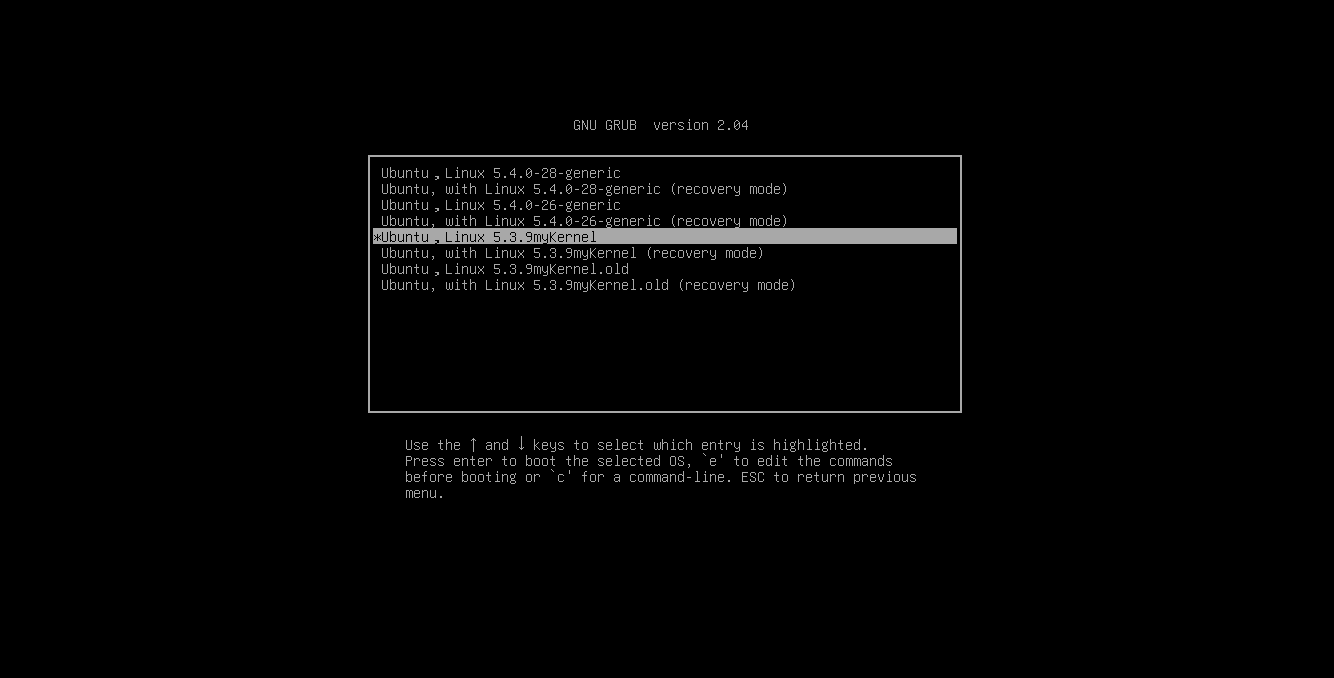 GNU GRUB  version 2.04
Ubuntu , Linux 5.4.0-28-generic
Ubuntu, with Linux 5.4.0-28-generic (recovery mode)
Ubuntu , Linux 5.4.0-26-generic
Ubuntu, with Linux 5.4.0-26-generic (recovery mode)
*Ubuntu , Linux 5.3.9myKernel
Ubuntu, with Linux 5.3.9myKernel (recovery mode)
Ubuntu , Linux 5.3.9myKernel.old
Ubuntu, with Linux 5.3.9myKernel.old (recovery mode)
Use the ↑ and ↓ keys to select which entry is highlighted.
Press enter to boot the selected OS, `e' to edit the commands
before booting or `c' for a command-line. ESC to return previous
menu.